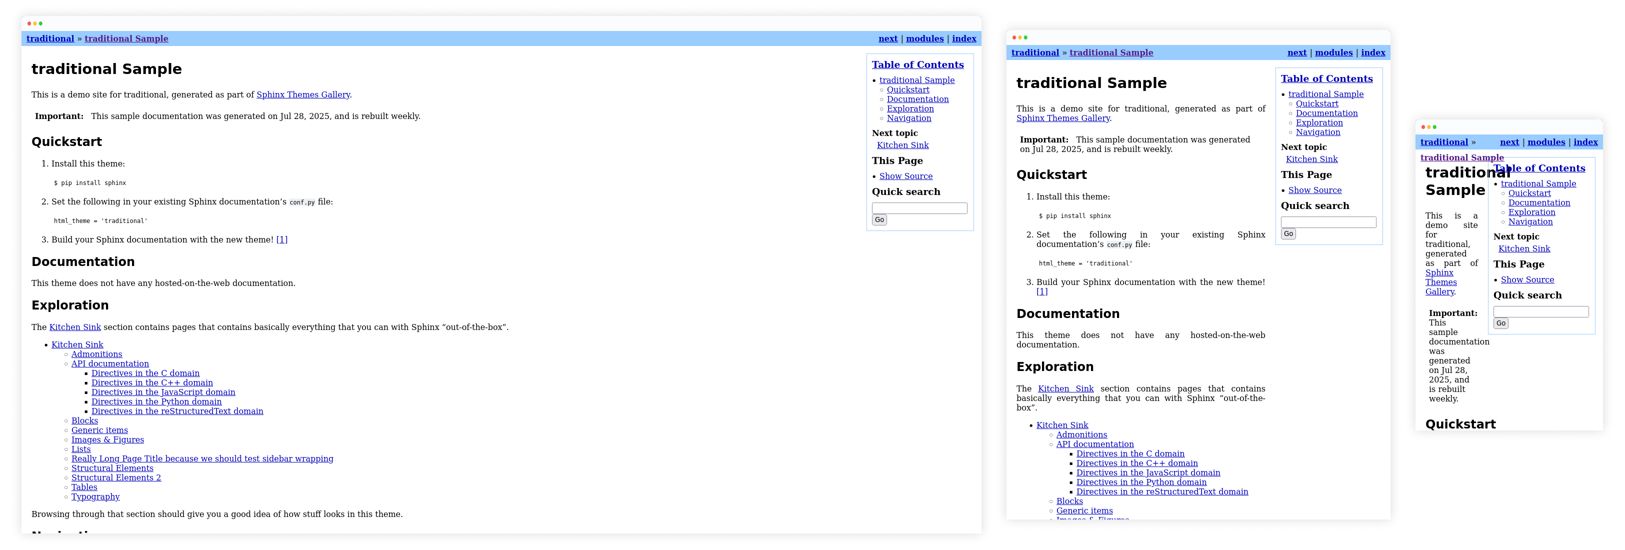 traditional » traditional Sample
next | modules | index
traditional Sample
This is a demo site for traditional, generated as part of Sphinx Themes Gallery.
Important: This sample documentation was generated on Jul 28, 2025, and is rebuilt weekly.
Quickstart
1. Install this theme:
$ pip install sphinx
2. Set the following in your existing Sphinx documentation’s conf.py file:
html_theme = 'traditional'
3. Build your Sphinx documentation with the new theme! [1]
Documentation
This theme does not have any hosted-on-the-web documentation.
Exploration
The Kitchen Sink section contains pages that contains basically everything that you can with Sphinx “out-of-the-box”.
Kitchen Sink
Admonitions
API documentation
Directives in the C domain
Directives in the C++ domain
Directives in the JavaScript domain
Directives in the Python domain
Directives in the reStructuredText domain
Blocks
Generic items
Images & Figures
Lists
Really Long Page Title because we should test sidebar wrapping
Structural Elements
Structural Elements 2
Tables
Typography
Browsing through that section should give you a good idea of how stuff looks in this theme.
Table of Contents
traditional Sample
Quickstart
Documentation
Exploration
Navigation
Next topic
Kitchen Sink
This Page
Show Source
Quick search
Go
traditional » traditional Sample
next | modules | index
traditional Sample
This is a demo site for traditional, generated as part of
Sphinx Themes Gallery.
Important: This sample documentation was generated
on Jul 28, 2025, and is rebuilt weekly.
Quickstart
1. Install this theme:
$ pip install sphinx
2. Set the following in your existing Sphinx
documentation’s conf.py file:
html_theme = 'traditional'
3. Build your Sphinx documentation with the new theme!
[1]
Documentation
This theme does not have any hosted-on-the-web
documentation.
Exploration
The Kitchen Sink section contains pages that contains
basically everything that you can with Sphinx “out-of-the-
box”.
Kitchen Sink
Admonitions
API documentation
Directives in the C domain
Directives in the C++ domain
Directives in the JavaScript domain
Directives in the Python domain
Directives in the reStructuredText domain
Blocks
Generic items
Table of Contents
traditional Sample
Quickstart
Documentation
Exploration
Navigation
Next topic
Kitchen Sink
This Page
Show Source
Quick search
Go
traditional »
next | modules | index
traditional Sample
traditional
Sample
This is a
demo site
for
traditional,
generated
as part of
Sphinx
Themes
Gallery.
Important:
This
sample
documentation
was
generated
on Jul 28,
2025, and
is rebuilt
weekly.
Quickstart
Table of Contents
traditional Sample
Quickstart
Documentation
Exploration
Navigation
Next topic
Kitchen Sink
This Page
Show Source
Quick search
Go